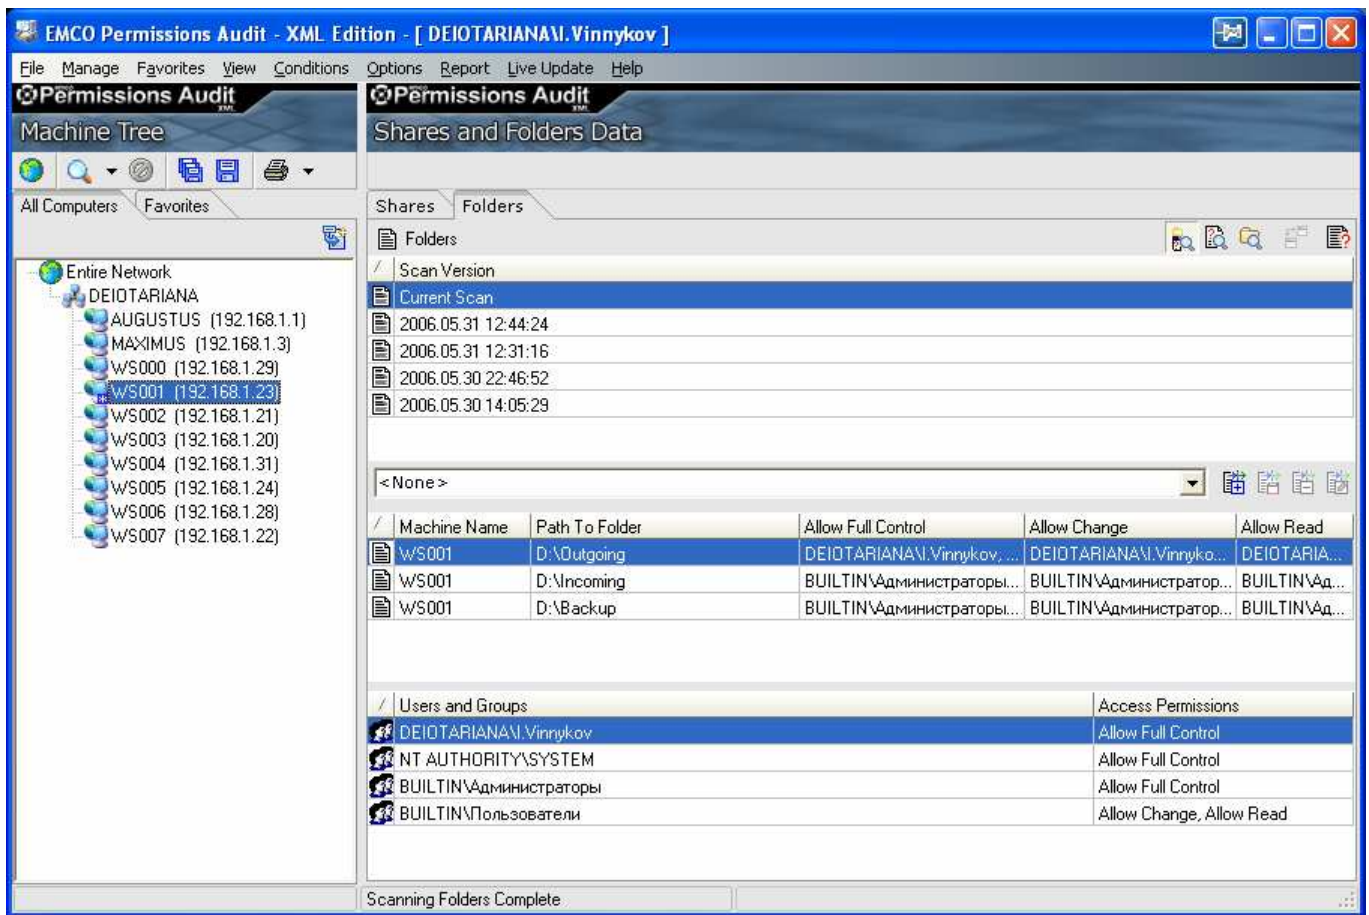 EMCO Permissions Audit - XML Edition - [ DEIOTARIANA\I.Vinnykov ]
File Manage Favorites View Conditions Options Report Live Update Help
Permissions Audit
XML
Machine Tree
All Computers Favorites
Entire Network
DEIOTARIANA
AUGUSTUS (192.168.1.1)
MAXIMUS (192.168.1.3)
WS000 (192.168.1.29)
WS001 (192.168.1.23)
WS002 (192.168.1.21)
WS003 (192.168.1.20)
WS004 (192.168.1.31)
WS005 (192.168.1.24)
WS006 (192.168.1.28)
WS007 (192.168.1.22)
Permissions Audit
XML
Shares and Folders Data
Shares Folders
Folders
/ Scan Version
Current Scan
2006.05.31 12:44:24
2006.05.31 12:31:16
2006.05.30 22:46:52
2006.05.30 14:05:29
<None>
/ Machine Name Path To Folder Allow Full Control Allow Change Allow Read
WS001 D:\Outgoing DEIOTARIANA\I.Vinnykov, ... DEIOTARIANA\I.Vinnyko... DEIOTARIA...
WS001 D:\Incoming BUILTIN\Администраторы... BUILTIN\Администратор... BUILTIN\Ад...
WS001 D:\Backup BUILTIN\Администраторы... BUILTIN\Администратор... BUILTIN\Ад...
/ Users and Groups Access Permissions
DEIOTARIANA\I.Vinnykov Allow Full Control
NT AUTHORITY\SYSTEM Allow Full Control
BUILTIN\Администраторы Allow Full Control
BUILTIN\Пользователи Allow Change, Allow Read
Scanning Folders Complete